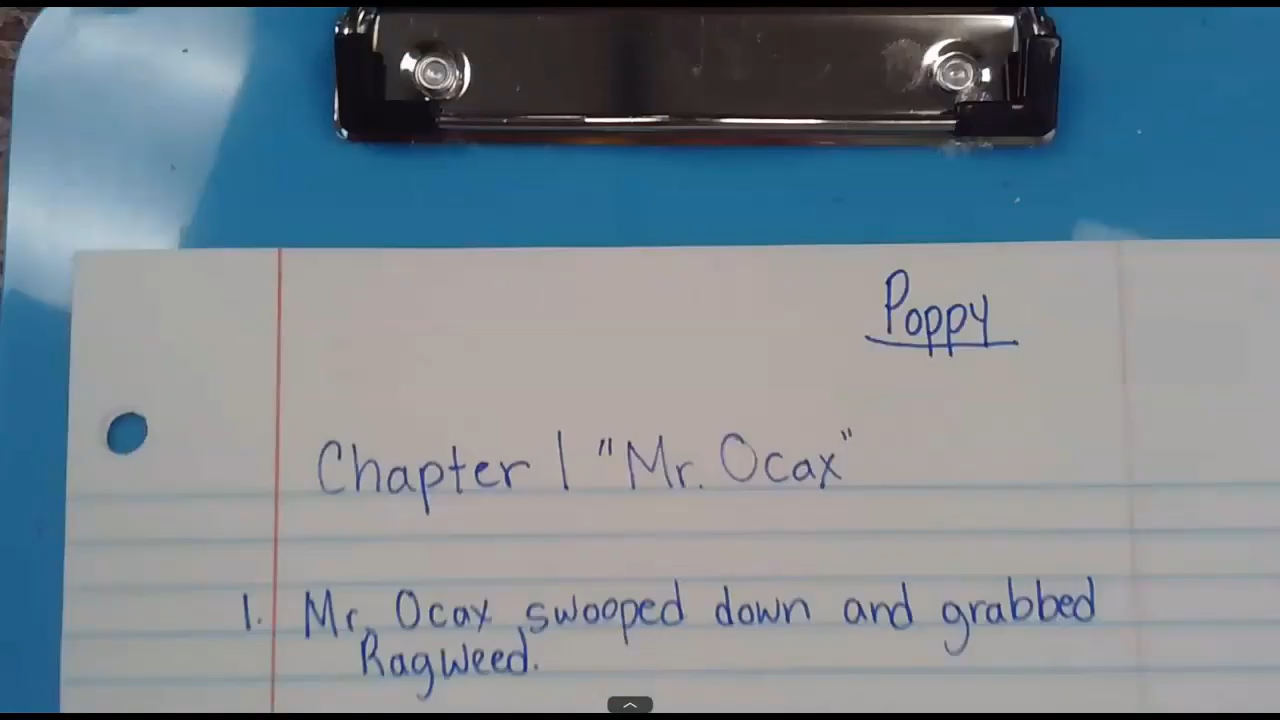 Poppy
Chapter 1 "Mr. Ocax"
1. Mr. Ocax swooped down and grabbed
Ragweed.